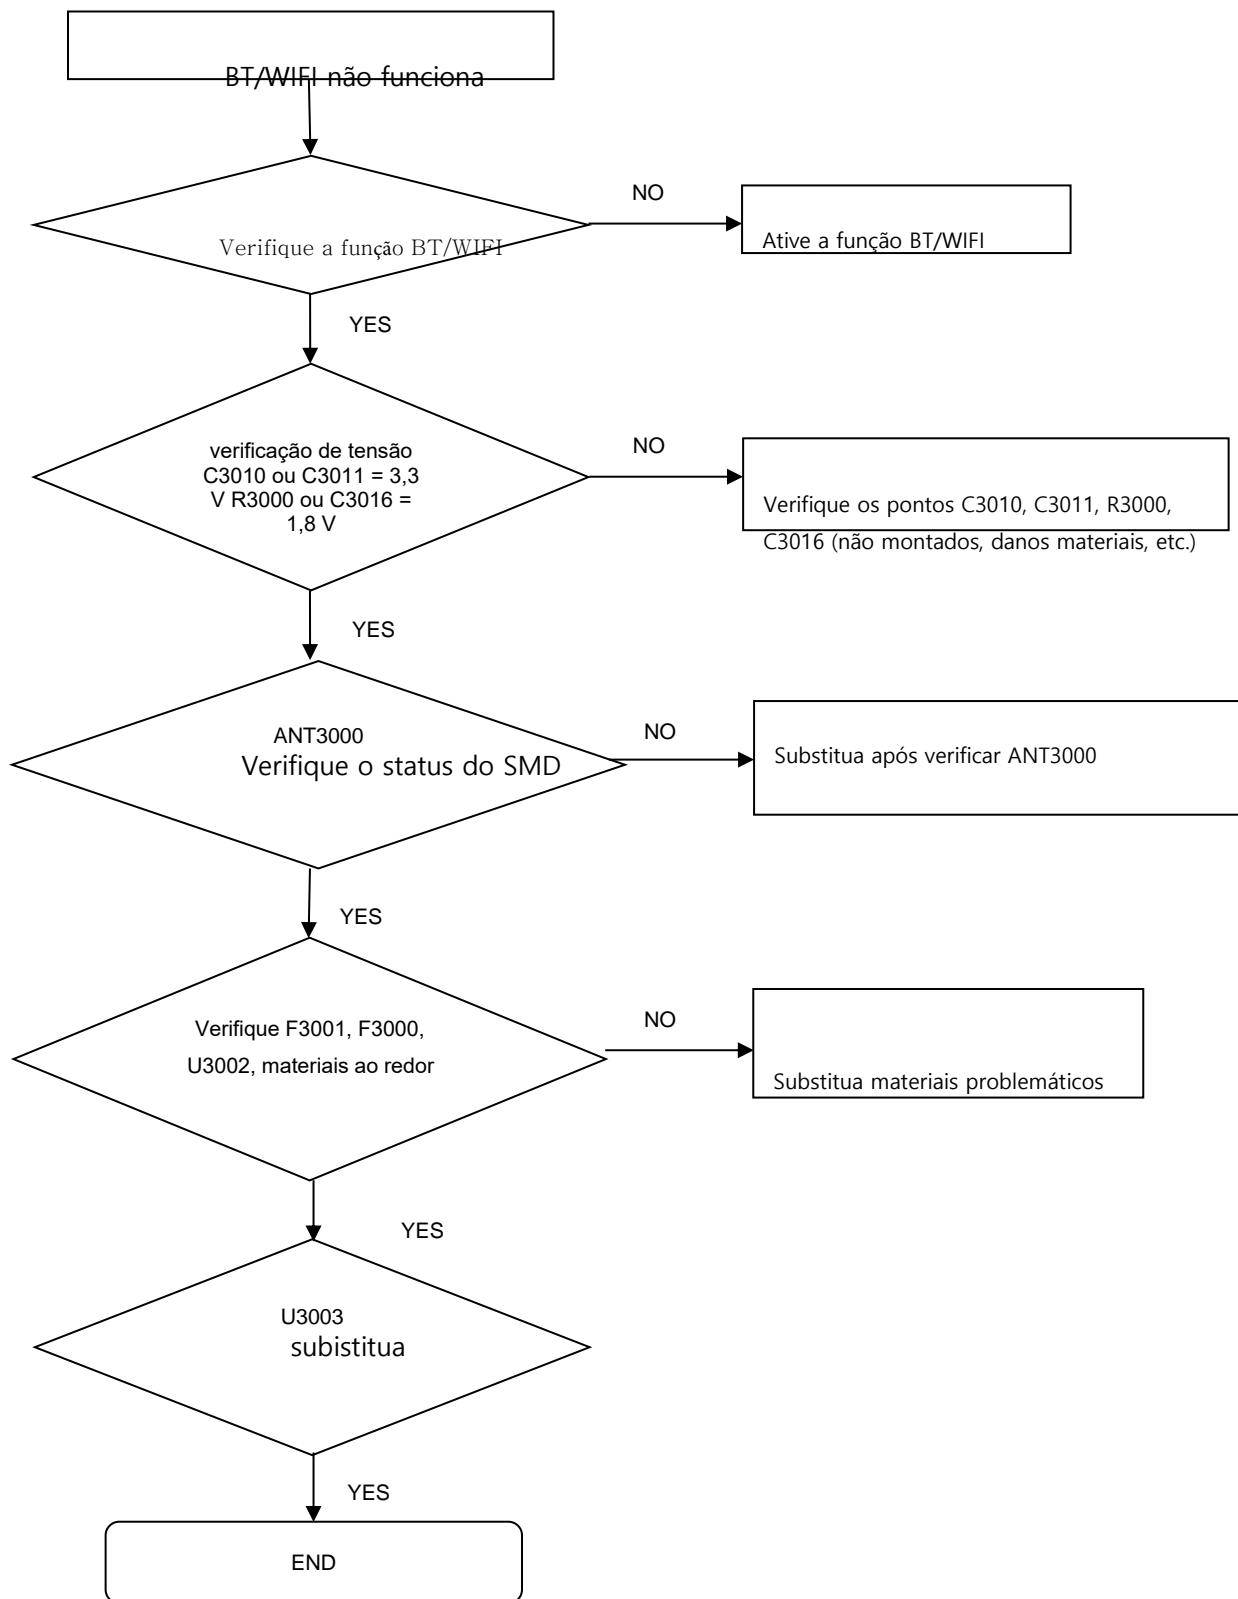 BT/WIFI não funciona
NO
Verifique a função BT/WIFI
Ative a função BT/WIFI
YES
verificação de tensão
C3010 ou C3011 = 3,3
V R3000 ou C3016 =
1,8 V
NO
Verifique os pontos C3010, C3011, R3000,
C3016 (não montados, danos materiais, etc.)
YES
ANT3000
Verifique o status do SMD
NO
Substitua após verificar ANT3000
YES
Verifique F3001, F3000,
U3002, materiais ao redor
NO
Substitua materiais problemáticos
YES
U3003
subistitua
YES
END